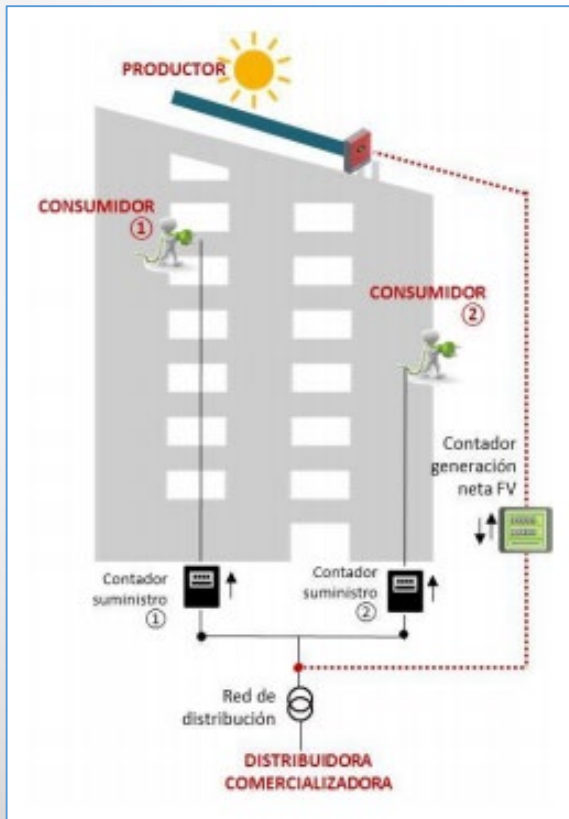 PRODUCTOR
CONSUMIDOR
①
CONSUMIDOR
②
Contador
generación
neta FV
Contador
suministro
①
Contador
suministro
②
Red de
distribución
DISTRIBUIDORA
COMERCIALIZADORA